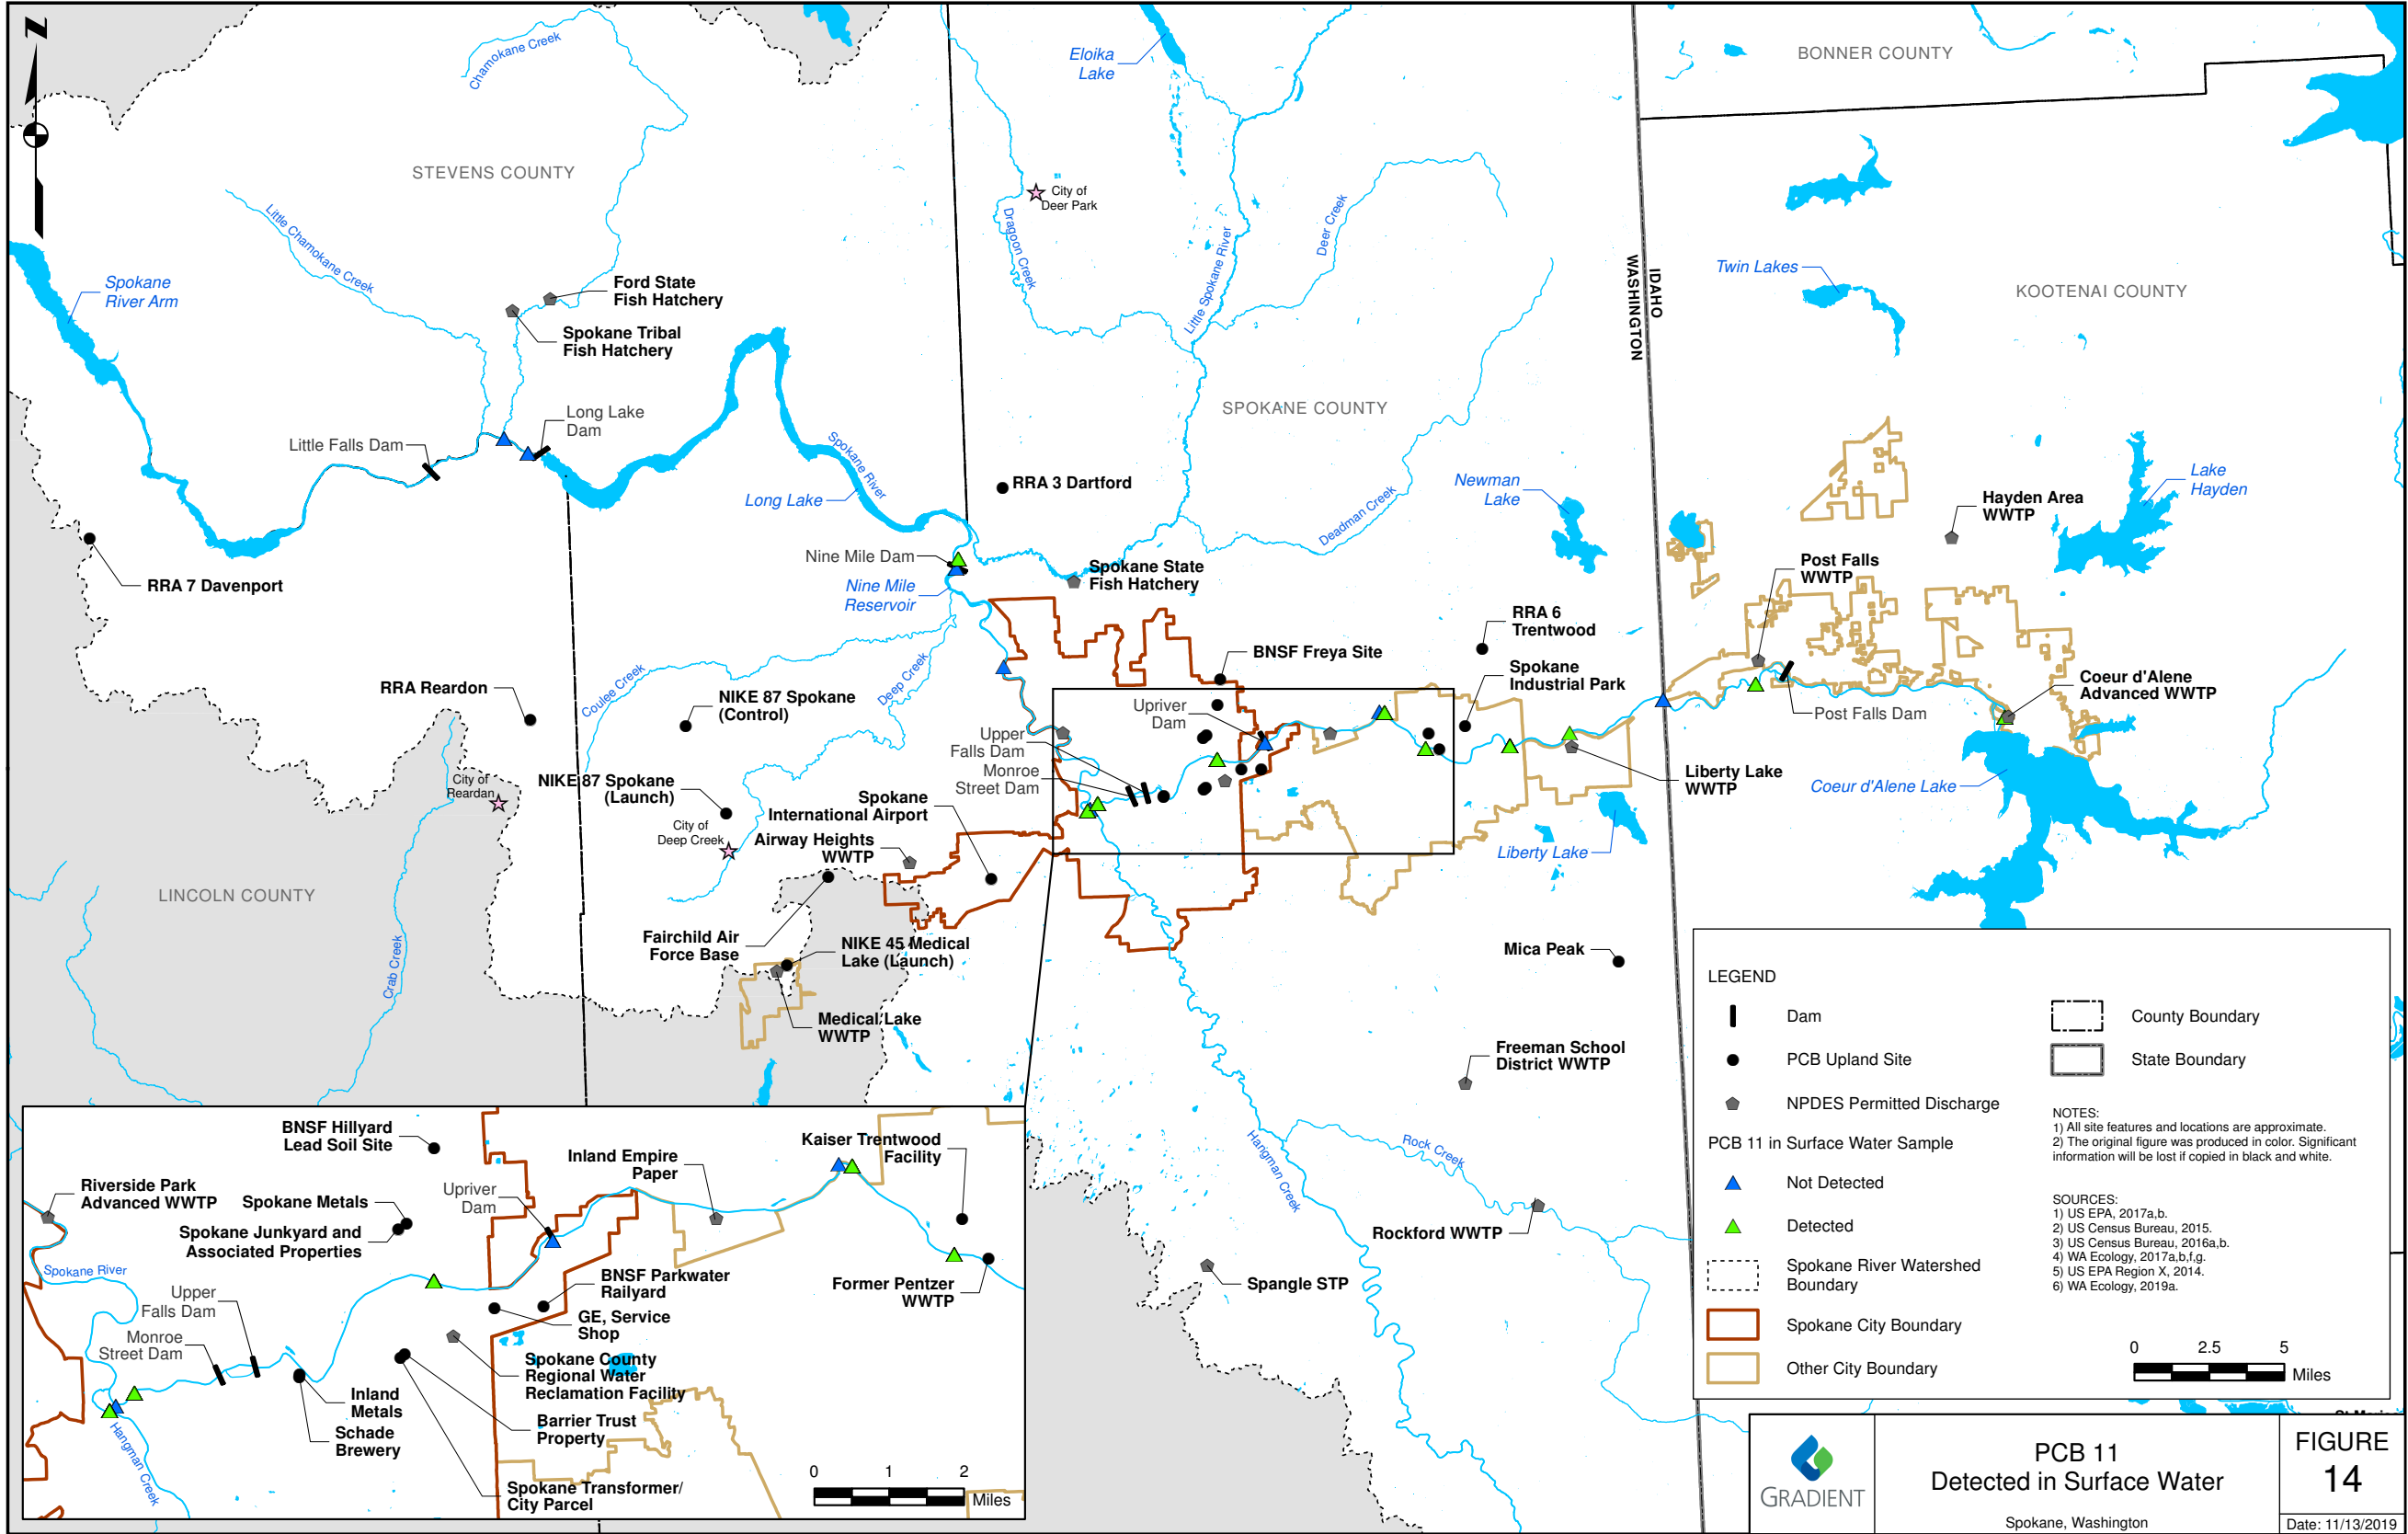 N
Chamokane Creek
Eloika
Lake
BONNER COUNTY
STEVENS COUNTY
City of
Deer Park
Little Chamokane Creek
Dragoon Creek
Little Spokane River
Deer Creek
IDAHO
WASHINGTON
Twin Lakes
KOOTENAI COUNTY
Spokane
River Arm
Ford State
Fish Hatchery
Spokane Tribal
Fish Hatchery
Long Lake
Dam
Little Falls Dam
SPOKANE COUNTY
Spokane River
Long Lake
RRA 3 Dartford
Newman
Lake
Deadman Creek
Lake
Hayden
Hayden Area
WWTP
Nine Mile Dam
Nine Mile
Reservoir
Spokane State
Fish Hatchery
Post Falls
WWTP
RRA 7 Davenport
RRA 6
Trentwood
BNSF Freya Site
Spokane
Industrial Park
Coeur d'Alene
Advanced WWTP
RRA Reardon
Coulee Creek
Deep Creek
NIKE 87 Spokane
(Control)
Upriver
Dam
Post Falls Dam
Upper
Falls Dam
Monroe
Street Dam
Liberty Lake
WWTP
Coeur d'Alene Lake
City of
Reardan
NIKE 87 Spokane
(Launch)
Spokane
International Airport
City of
Deep Creek
Airway Heights
WWTP
Liberty Lake
LINCOLN COUNTY
Crab Creek
Fairchild Air
Force Base
NIKE 45 Medical
Lake (Launch)
Mica Peak
Medical Lake
WWTP
Freeman School
District WWTP
Hangman Creek
Rock Creek
Rockford WWTP
Spangle STP
BNSF Hillyard
Lead Soil Site
Kaiser Trentwood
Facility
Inland Empire
Paper
Riverside Park
Advanced WWTP
Spokane Metals
Upriver
Dam
Spokane Junkyard and
Associated Properties
Spokane River
BNSF Parkwater
Railyard
Former Pentzer
WWTP
Upper
Falls Dam
GE, Service
Shop
Monroe
Street Dam
Spokane County
Regional Water
Reclamation Facility
Inland
Metals
Barrier Trust
Property
Schade
Brewery
Hangman Creek
Spokane Transformer/
City Parcel
0 1 2
Miles
LEGEND
Dam
PCB Upland Site
NPDES Permitted Discharge
PCB 11 in Surface Water Sample
Not Detected
Detected
Spokane River Watershed
Boundary
Spokane City Boundary
Other City Boundary
County Boundary
State Boundary
NOTES:
1) All site features and locations are approximate.
2) The original figure was produced in color. Significant
information will be lost if copied in black and white.
SOURCES:
1) US EPA, 2017a,b.
2) US Census Bureau, 2015.
3) US Census Bureau, 2016a,b.
4) WA Ecology, 2017a,b,f,g.
5) US EPA Region X, 2014.
6) WA Ecology, 2019a.
0 2.5 5
Miles
GRADIENT
PCB 11
Detected in Surface Water
Spokane, Washington
FIGURE
14
Date: 11/13/2019